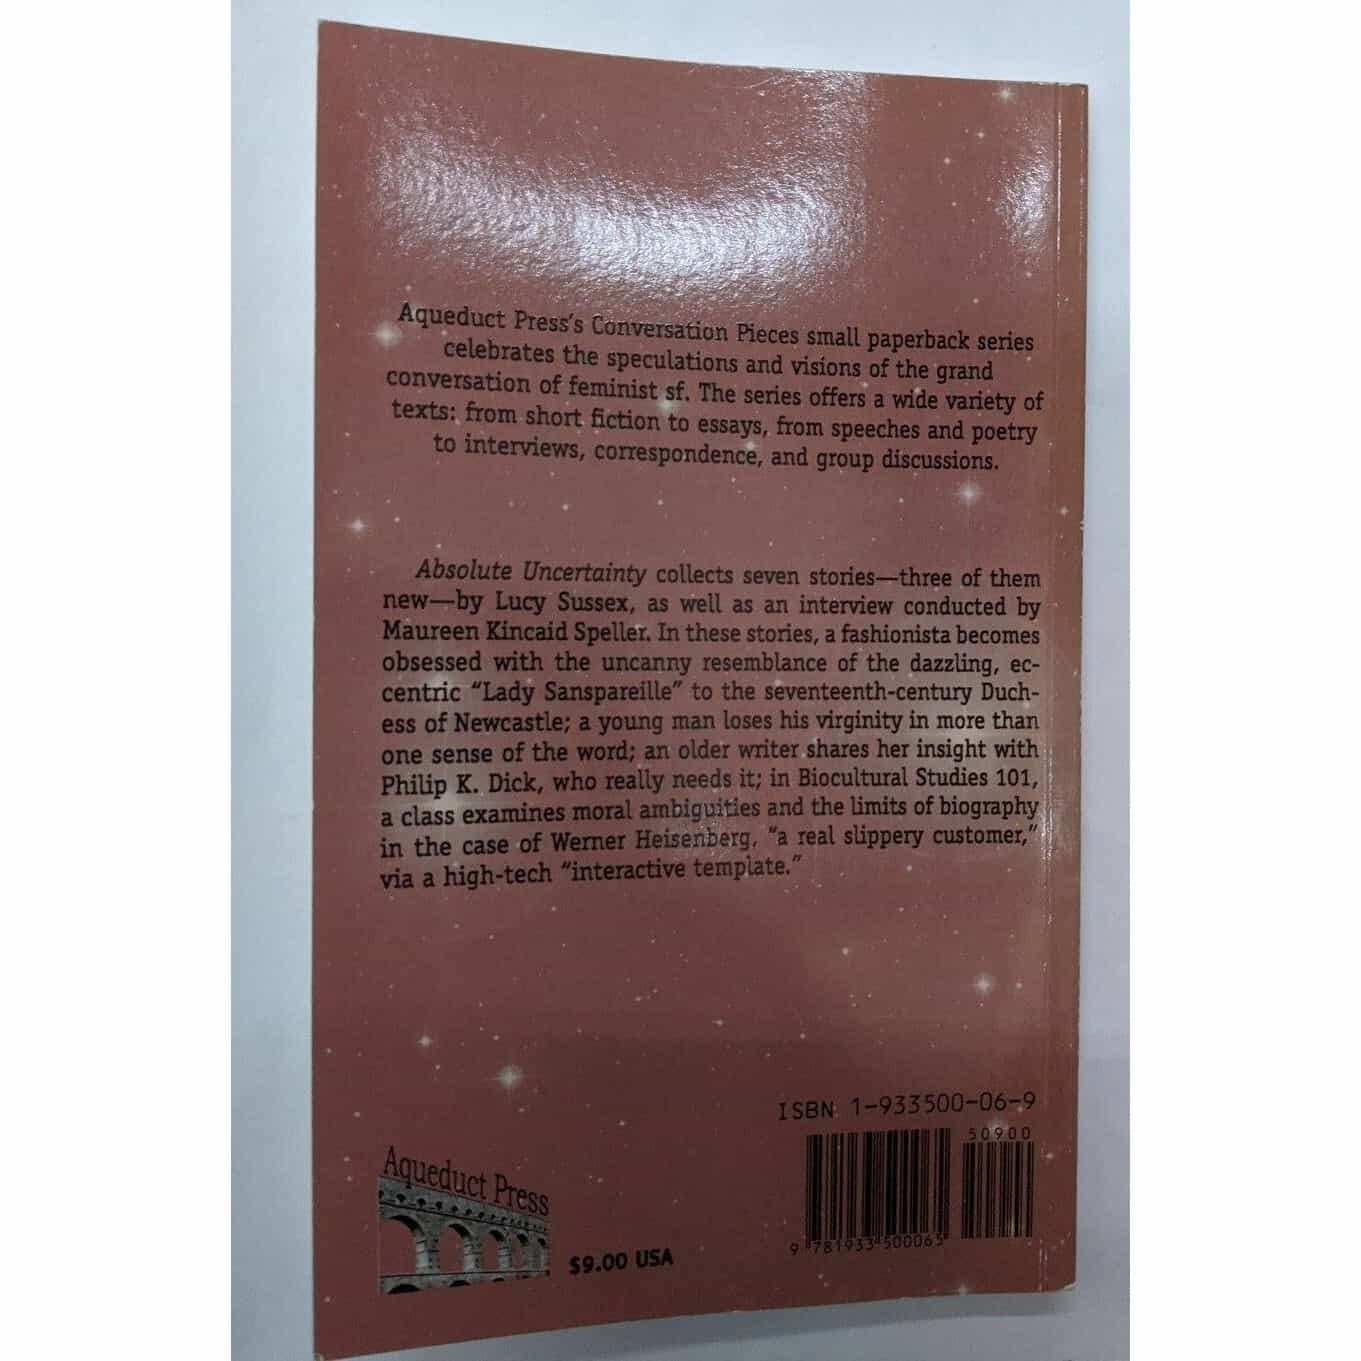 Aqueduct Press's Conversation Pieces small paperback series
celebrates the speculations and visions of the grand
conversation of feminist sf. The series offers a wide variety of
texts: from short fiction to essays, from speeches and poetry
to interviews, correspondence, and group discussions.
Absolute Uncertainty collects seven stories—three of them
new—by Lucy Sussex, as well as an interview conducted by
Maureen Kincaid Speller. In these stories, a fashionista becomes
obsessed with the uncanny resemblance of the dazzling, ec-
centric "Lady Sanspareille" to the seventeenth-century Duch-
ess of Newcastle; a young man loses his virginity in more than
one sense of the word; an older writer shares her insight with
Philip K. Dick, who really needs it; in Biocultural Studies 101,
a class examines moral ambiguities and the limits of biography
in the case of Werner Heisenberg, "a real slippery customer,"
via a high-tech "interactive template."
ISBN 1-933500-06-9
50900
9 781933 500065
Aqueduct Press
$9.00 USA